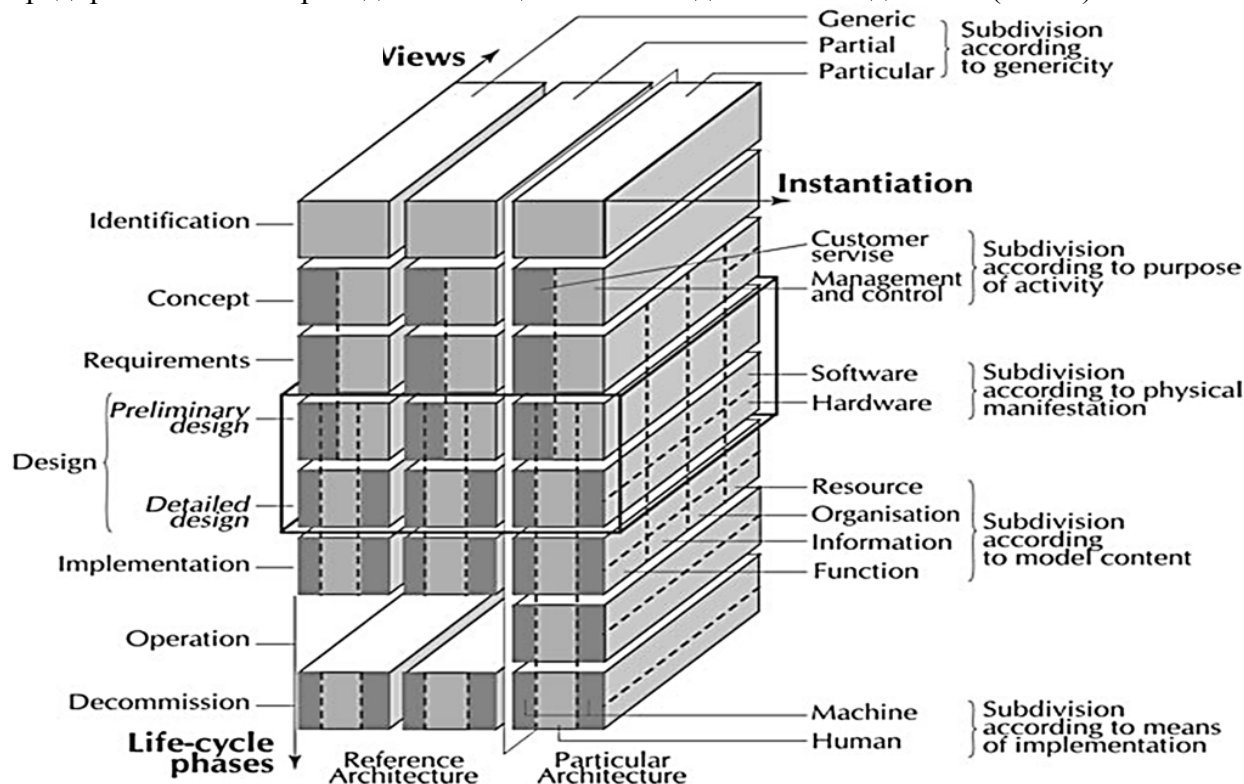 Generic
Partial
Particular
Subdivision
according
to genericity
Views
Instantiation
Identification
Customer
servise
Management
and control
Subdivision
according to purpose
of activity
Concept
Requirements
Software
Hardware
Subdivision
according to physical
manifestation
Preliminary
design
Design
Detailed
design
Resource
Organisation
Information
Function
Subdivision
according
to model content
Implementation
Operation
Decommission
Machine
Human
Subdivision
according to means
of implementation
Life-cycle
phases
Reference
Architecture
Particular
Architecture